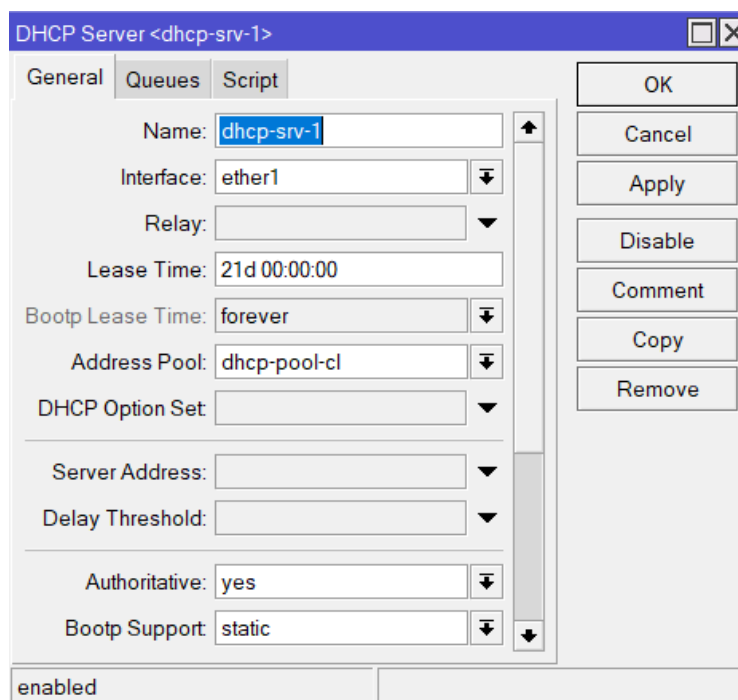 DHCP Server <dhcp-srv-1>
General Queues Script
Name: dhcp-srv-1
Interface: ether1
Relay:
Lease Time: 21d 00:00:00
Bootp Lease Time: forever
Address Pool: dhcp-pool-cl
DHCP Option Set:
Server Address:
Delay Threshold:
Authoritative: yes
Bootp Support: static
OK
Cancel
Apply
Disable
Comment
Copy
Remove
enabled